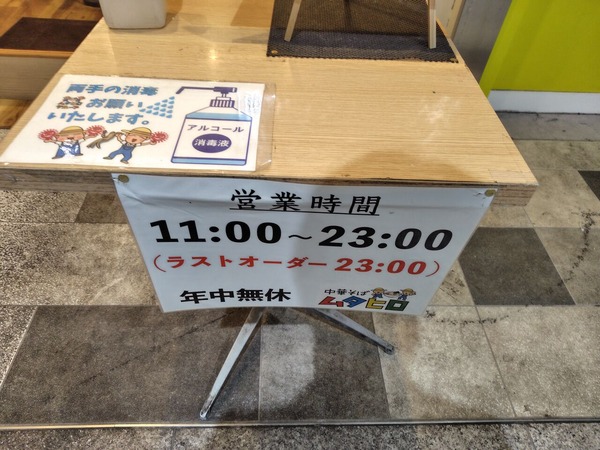 両手の消毒
お願い
いたします。
アルコール
消毒液
営業時間
11:00～23:00
(ラストオーダー 23:00)
年中無休
中華そば
ムタヒロ